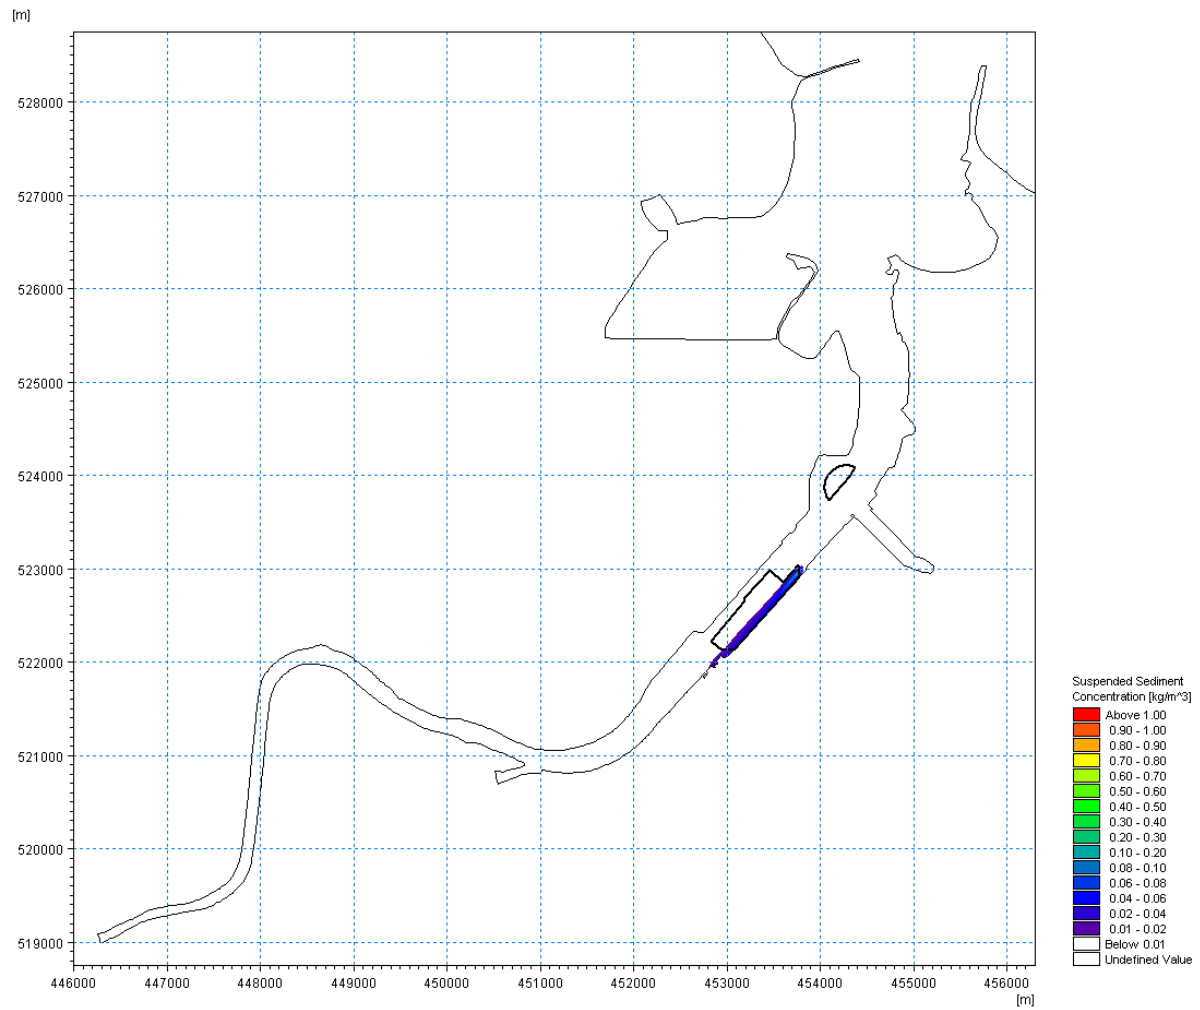 [m]
528000
527000
526000
525000
524000
523000
522000
521000
520000
519000
446000 447000 448000 449000 450000 451000 452000 453000 454000 455000 456000
[m]
Suspended Sediment
Concentration [kg/m^3]
Above 1.00
0.90 - 1.00
0.80 - 0.90
0.70 - 0.80
0.60 - 0.70
0.50 - 0.60
0.40 - 0.50
0.30 - 0.40
0.20 - 0.30
0.10 - 0.20
0.08 - 0.10
0.06 - 0.08
0.04 - 0.06
0.02 - 0.04
0.01 - 0.02
Below 0.01
Undefined Value